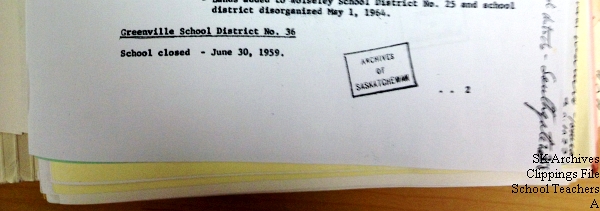 - Lands added to Wolseley School District No. 25 and school
district disorganized May 1, 1964.
Greenville School District No. 36
School closed - June 30, 1959.
ARCHIVES
OF
SASKATCHEWAN
. . 2
SK Archives
Clippings File
School Teachers
A